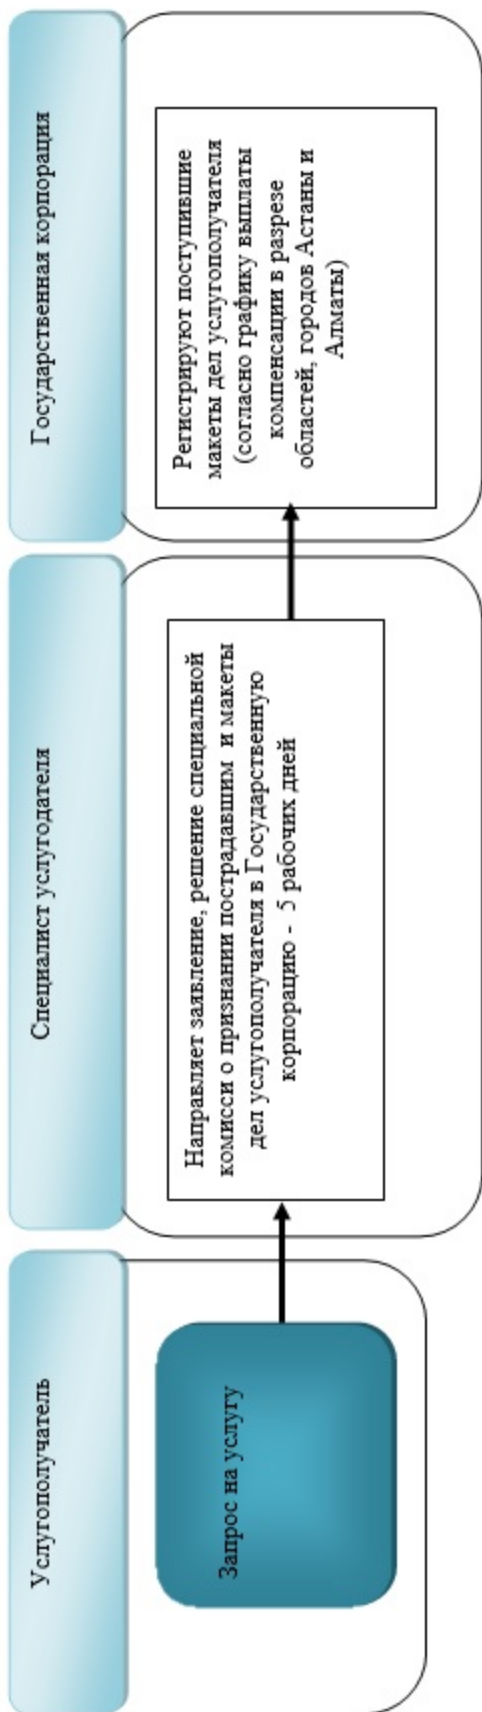 Услугополучатель
Запрос на услугу
Специалист услугодателя
Направляет заявление, решение специальной
комисси о признании пострадавшим и макеты
дел услугополучателя в Государственную
корпорацию - 5 рабочих дней
Государственная корпорация
Регистрируют поступившие
макеты дел услугополучателя
(согласно графику выплаты
компенсации в разрезе
областей, городов Астаны и
Алматы)